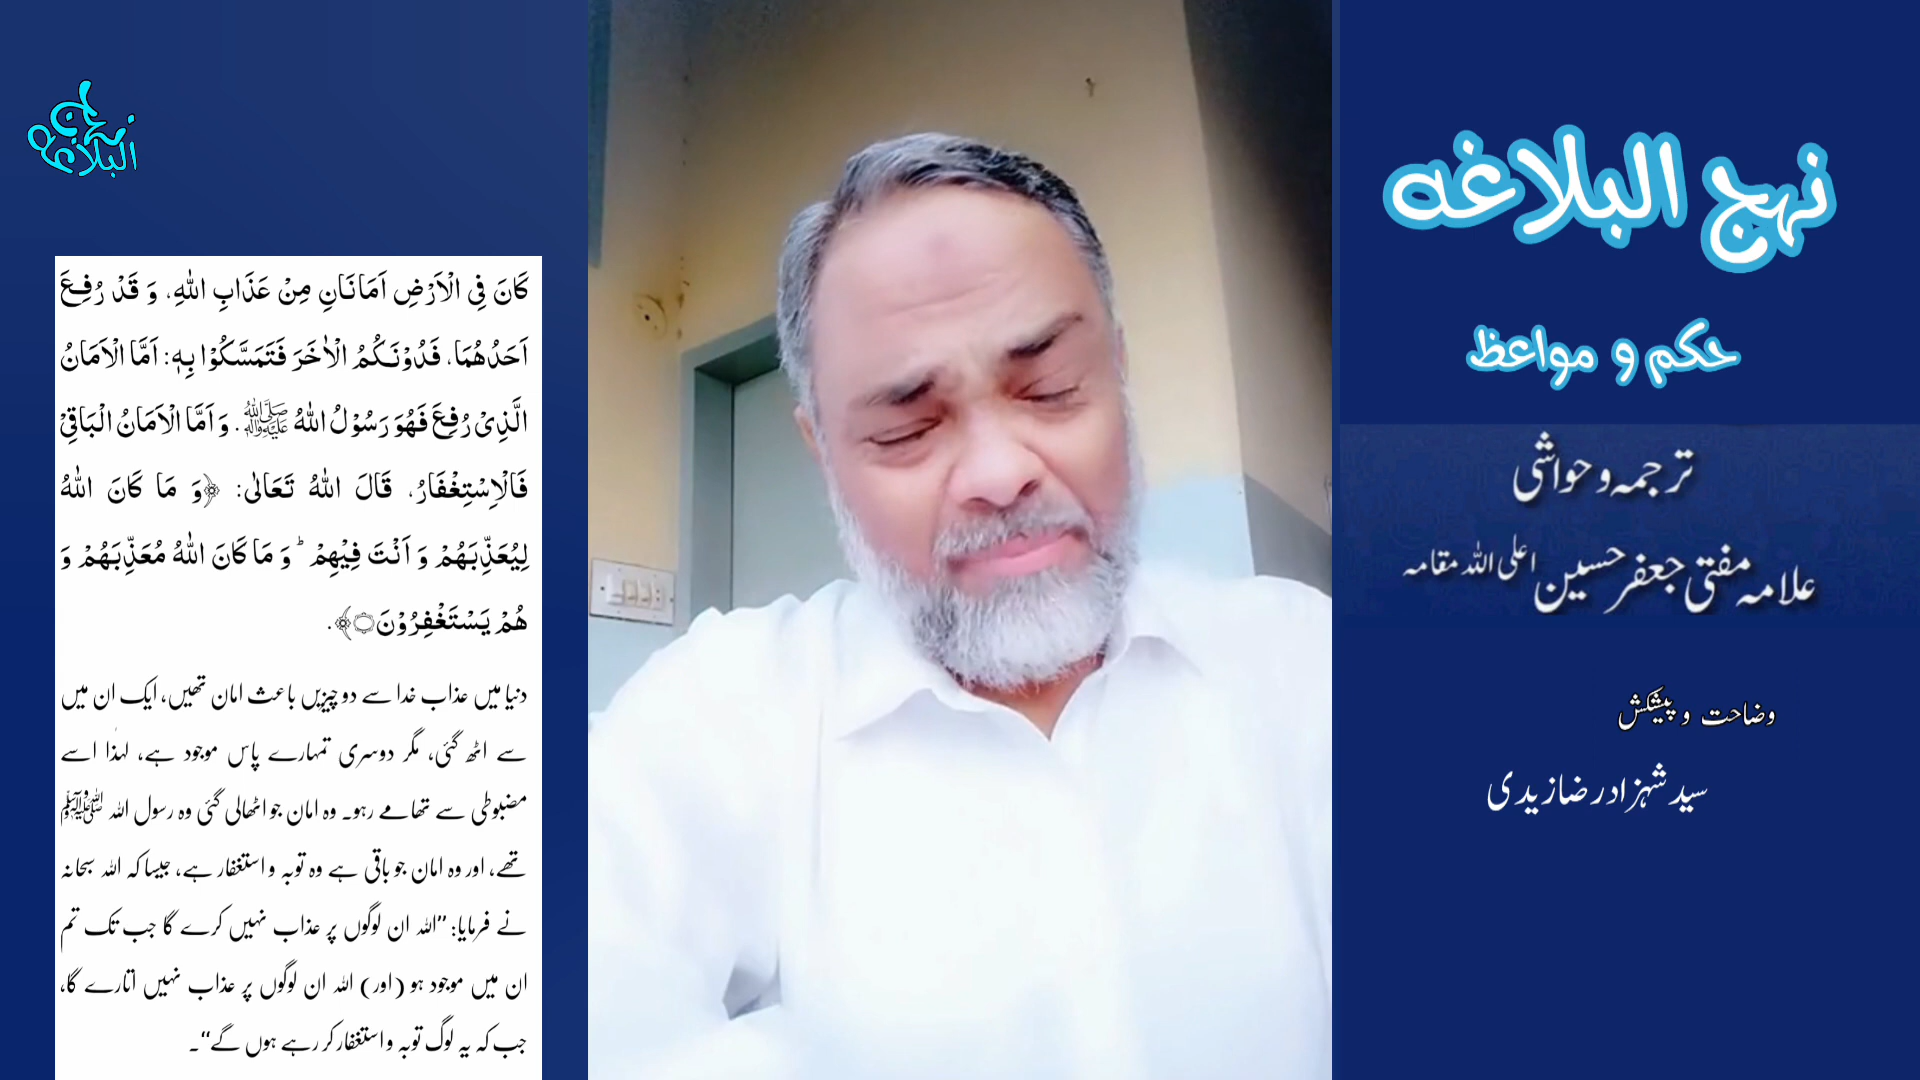 نہج البلاغہ
كَانَ فِی الْاَرْضِ اَمَانَانِ مِنْ عَذَابِ اللهِ، وَ قَدْ رُفِعَ
اَحَدُهُمَا، فَدُوْنَكُمُ الْاٰخَرَ فَتَمَسَّكُوْا بِهٖ: اَمَّا الْاَمَانُ
الَّذِیْ رُفِعَ فَهُوَ رَسُوْلُ اللهُ ﷺ. وَ اَمَّا الْاَمَانُ الْبَاقِیْ
فَالْاِسْتِغْفَارُ، قَالَ اللهُ تَعَالٰی: ﴿وَ مَا كَانَ اللهُ
لِیُعَذِّبَهُمْ وَ اَنْتَ فِیْهِمْ ؕ وَ مَا كَانَ اللهُ مُعَذِّبَهُمْ وَ
هُمْ یَسْتَغْفِرُوْنَ۝﴾.
دنیا میں عذاب خدا سے دو چیزیں باعث امان تھیں، ایک ان میں
سے اٹھ گئی، مگر دوسری تمہارے پاس موجود ہے، لہٰذا اسے
مضبوطی سے تھامے رہو۔ وہ امان جو اٹھالی گئی وہ رسول اللہ ﷺ
تھے، اور وہ امان جو باقی ہے وہ توبہ و استغفار ہے، جیسا کہ اللہ سبحانہ
نے فرمایا: ”اللہ ان لوگوں پر عذاب نہیں کرے گا جب تک تم
ان میں موجود ہو (اور) اللہ ان لوگوں پر عذاب نہیں اتارے گا،
جب کہ یہ لوگ توبہ و استغفار کر رہے ہوں گے“۔
نہج البلاغہ
حکم و مواعظ
ترجمہ و حواشی
علامہ مفتی جعفر حسین اعلی اللہ مقامہ
وضاحت و پیشکش
سید شہزاد رضا زیدی